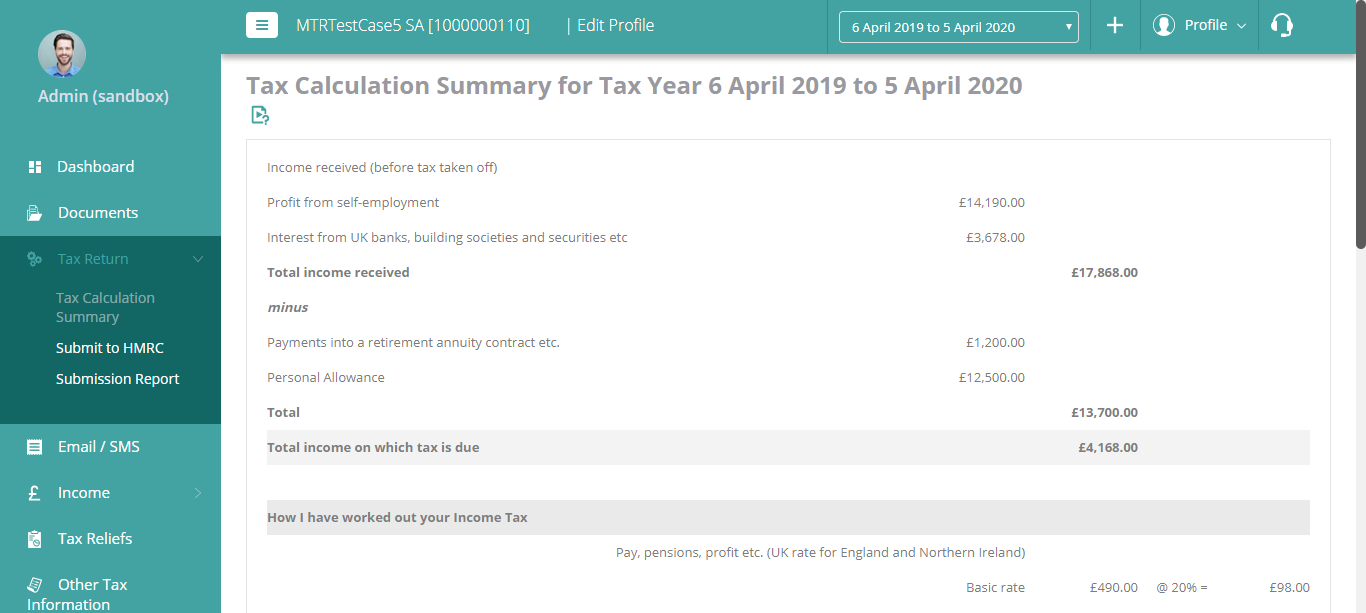 MTRTestCase5 SA [1000000110]
| Edit Profile
6 April 2019 to 5 April 2020
Profile
Admin (sandbox)
Dashboard
Documents
Tax Return
Tax Calculation
Summary
Submit to HMRC
Submission Report
Email / SMS
Income
Tax Reliefs
Other Tax
Information
Tax Calculation Summary for Tax Year 6 April 2019 to 5 April 2020
Income received (before tax taken off)
Profit from self-employment £14,190.00
Interest from UK banks, building societies and securities etc £3,678.00
Total income received £17,868.00
minus
Payments into a retirement annuity contract etc. £1,200.00
Personal Allowance £12,500.00
Total £13,700.00
Total income on which tax is due £4,168.00
How I have worked out your Income Tax
Pay, pensions, profit etc. (UK rate for England and Northern Ireland)
Basic rate £490.00 @ 20% = £98.00